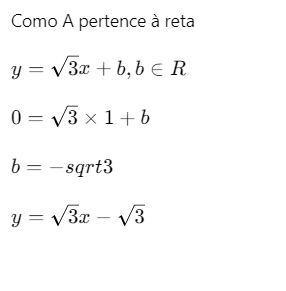 Como A pertence à reta
y = √3x + b, b ∈ R
0 = √3 × 1 + b
b = −sqrt3
y = √3x − √3